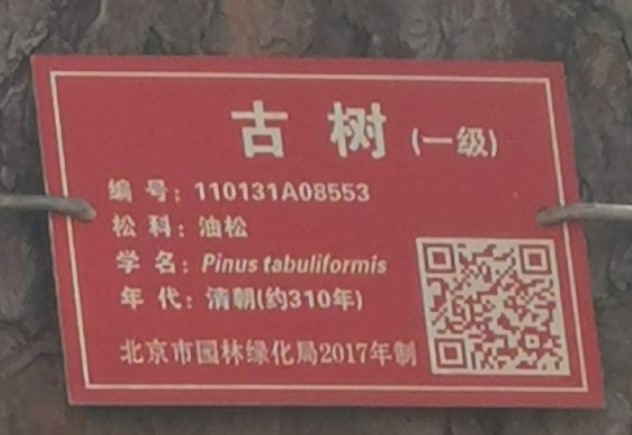 古树(一级)
编号：110131A08553
松科：油松
学名：Pinus tabuliformis
年代：清朝(约310年)
北京市园林绿化局2017年制